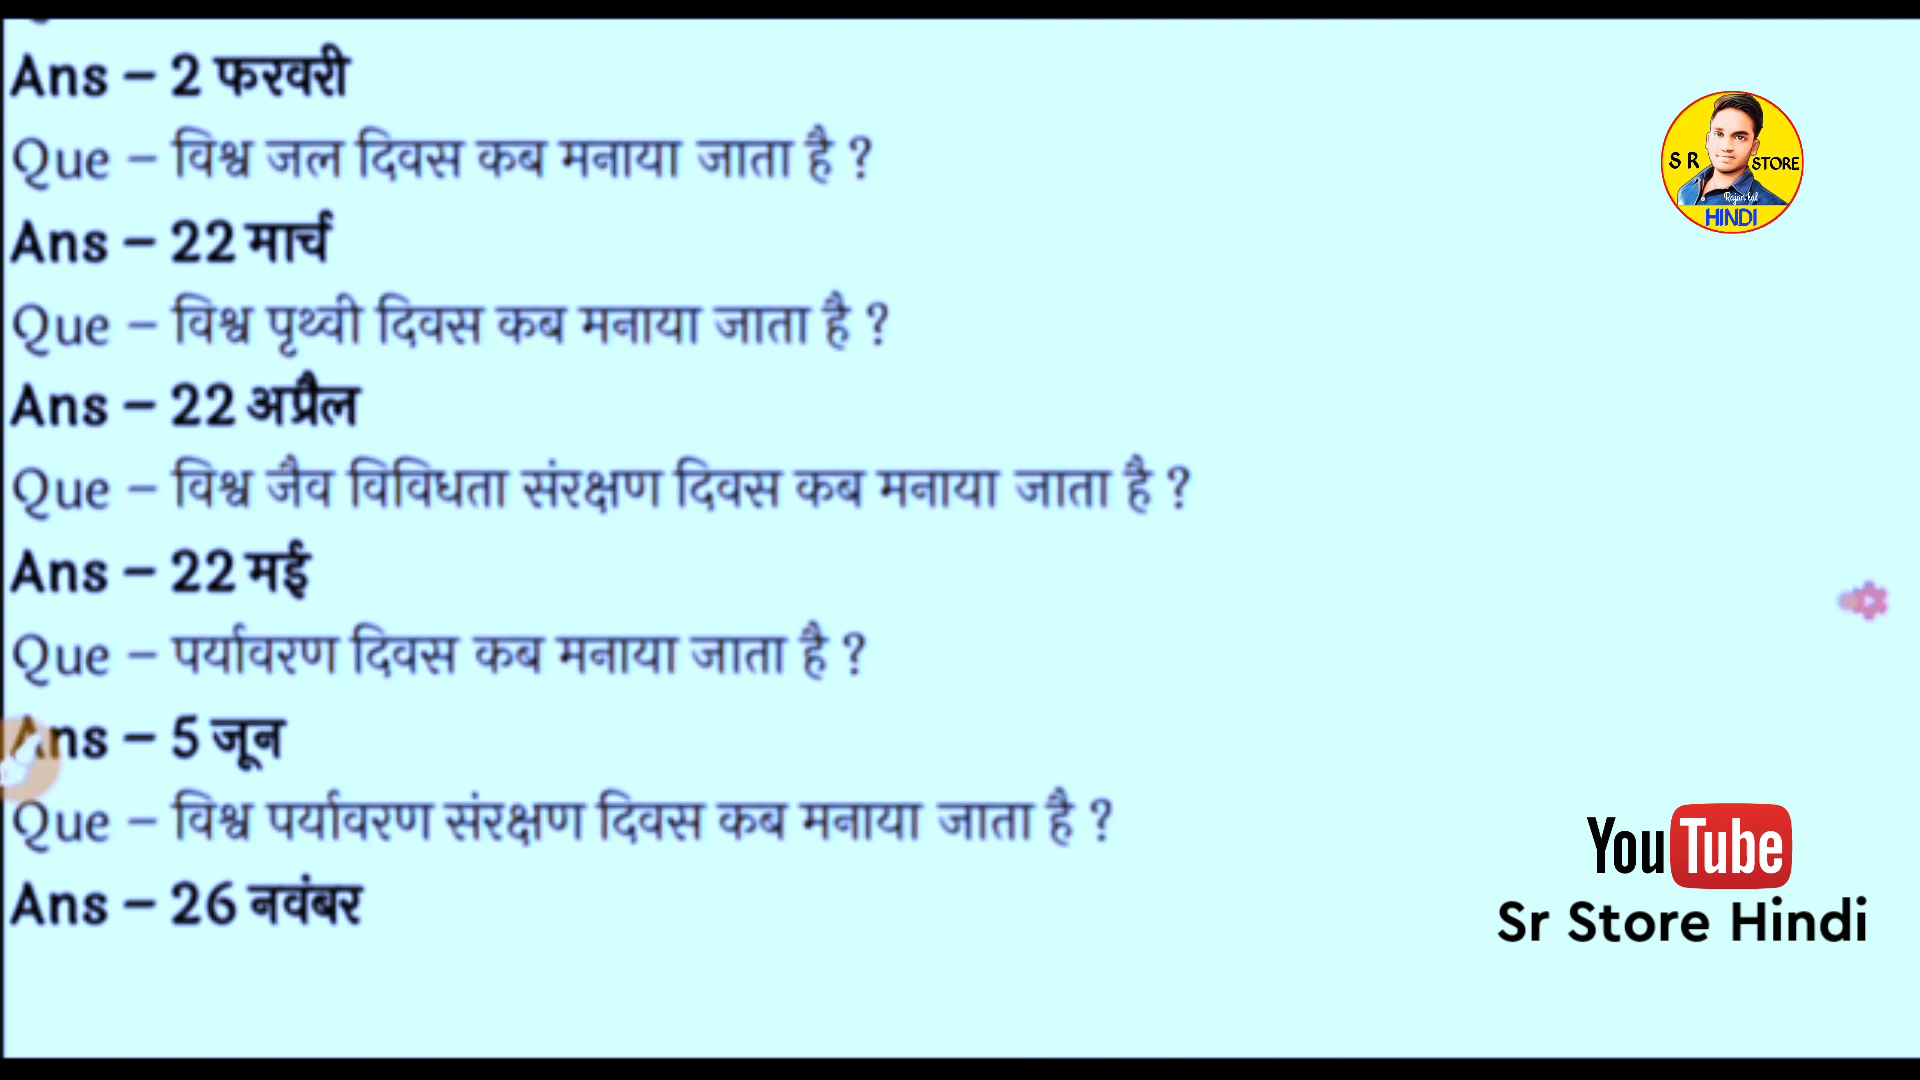 Ans – 2 फरवरी
Que – विश्व जल दिवस कब मनाया जाता है ?
Ans – 22 मार्च
Que – विश्व पृथ्वी दिवस कब मनाया जाता है ?
Ans – 22 अप्रैल
Que – विश्व जैव विविधता संरक्षण दिवस कब मनाया जाता है ?
Ans – 22 मई
Que – पर्यावरण दिवस कब मनाया जाता है ?
Ans – 5 जून
Que – विश्व पर्यावरण संरक्षण दिवस कब मनाया जाता है ?
Ans – 26 नवंबर
S R STORE
Rajan lal
HINDI
YouTube
Sr Store Hindi